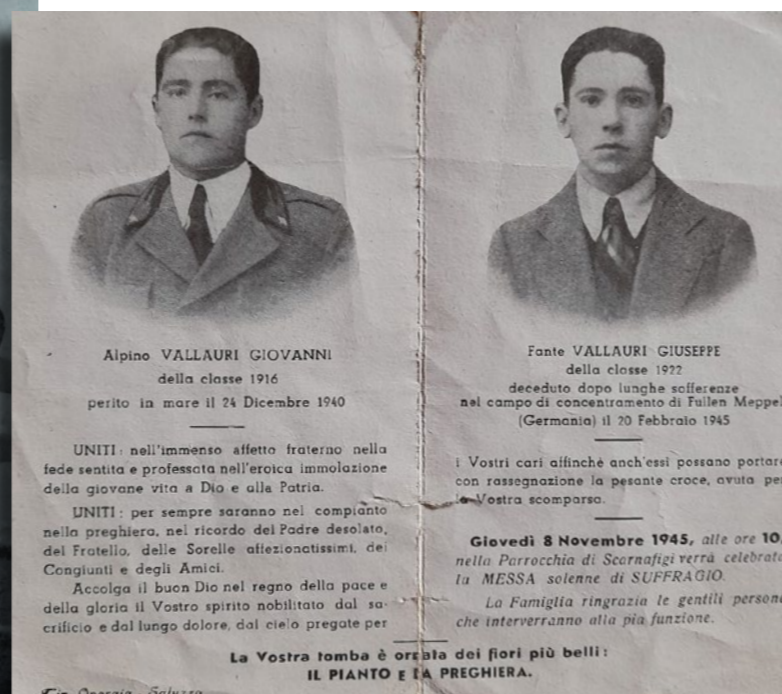 Alpino VALLAURI GIOVANNI
della classe 1916
perito in mare il 24 Dicembre 1940
UNITI: nell'immenso affetto fraterno nella
fede sentita e professata nell'eroica immolazione
della giovane vita a Dio e alla Patria.
UNITI: per sempre saranno nel compianto
nella preghiera, nel ricordo del Padre desolato,
del Fratello, delle Sorelle affezionatissimi, dei
Congiunti e degli Amici.
Accolga il buon Dio nel regno della pace e
della gloria il Vostro spirito nobilitato dal sa-
crificio e dal lungo dolore, dal cielo pregate per
Fante VALLAURI GIUSEPPE
della classe 1922
deceduto dopo lunghe sofferenze
nel campo di concentramento di Fullen Meppel
(Germania) il 20 Febbraio 1945
i Vostri cari affinchè anch'essi possano portare
con rassegnazione la pesante croce, avuta per
la Vostra scomparsa.
Giovedì 8 Novembre 1945, alle ore 10,
nella Parrocchia di Scarnafigi verrà celebrata
la MESSA solenne di SUFFRAGIO.
La Famiglia ringrazia le gentili persone
che interverranno alla pia funzione.
La Vostra tomba è ornata dei fiori più belli:
IL PIANTO E LA PREGHIERA.
Saluzzo